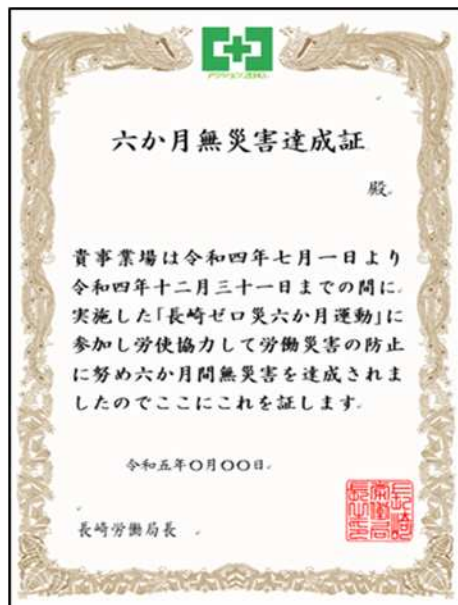 六か月無災害達成証
殿
貴事業場は令和四年七月一日より
令和四年十二月三十一日までの間に
実施した「長崎ゼロ災六か月運動」に
参加し労使協力して労働災害の防止
に努め六か月間無災害を達成されま
したのでここにこれを証します。
令和五年〇月〇〇日
長崎労働局長